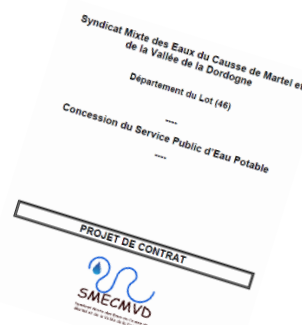 Syndicat Mixte des Eaux du Causse de Martel et
de la Vallée de la Dordogne
Département du Lot (46)
----
Concession du Service Public d'Eau Potable
----
PROJET DE CONTRAT
SMECMVD